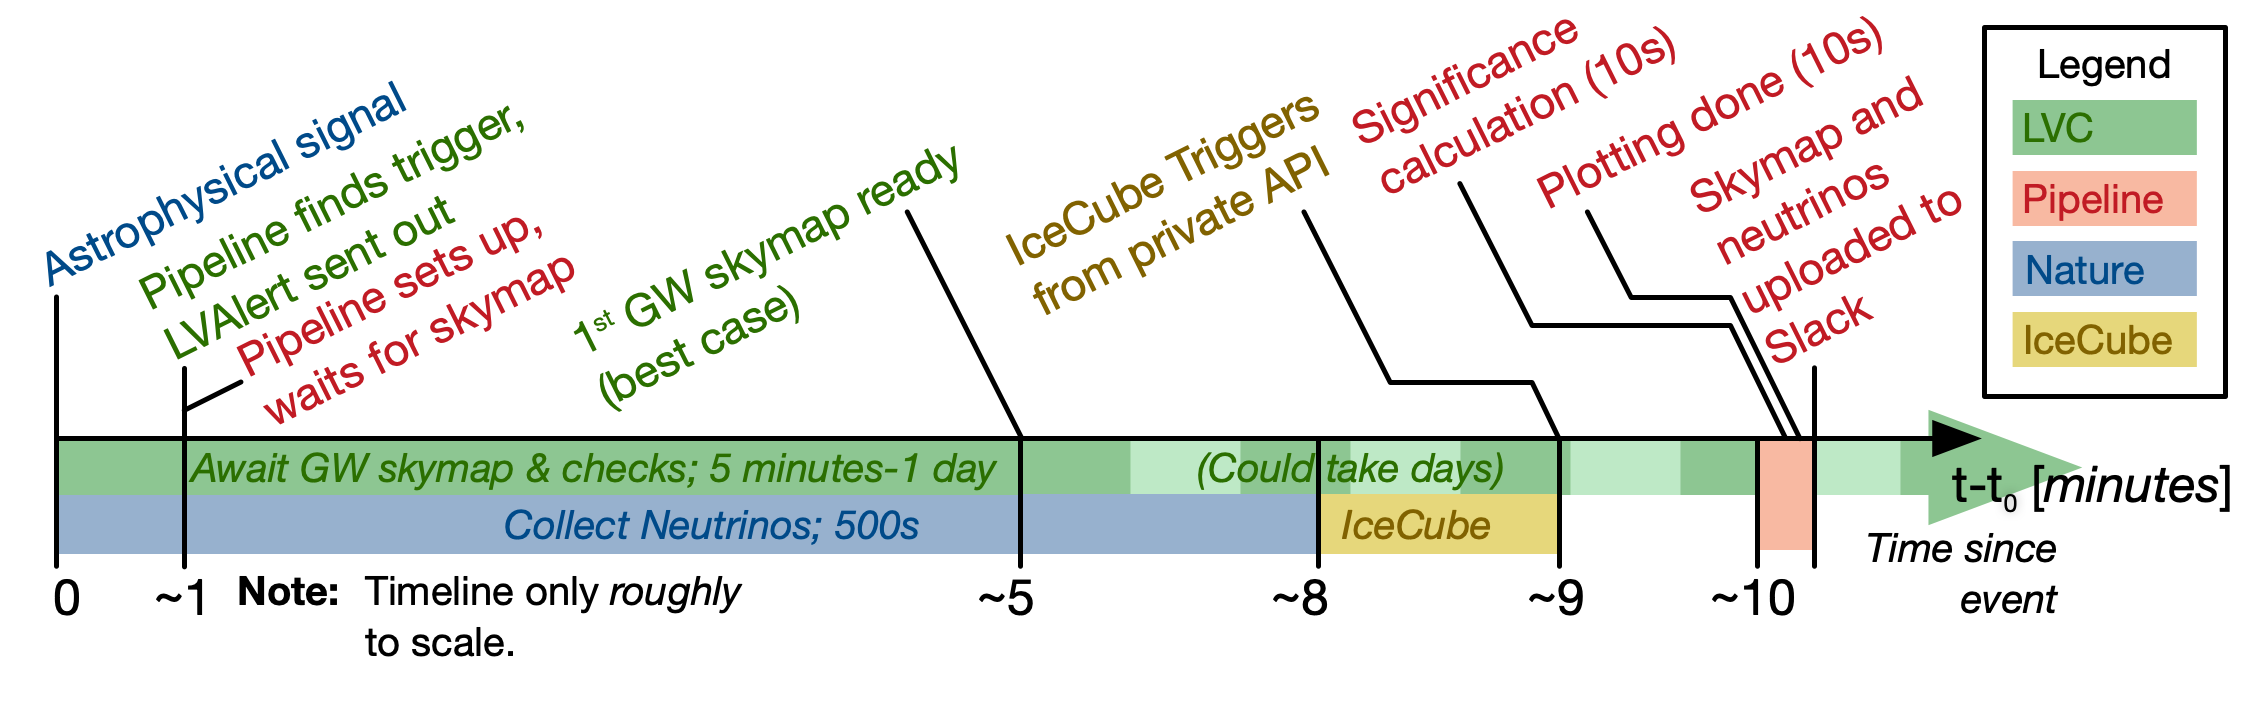 Astrophysical signal
Pipeline finds trigger,
LVAlert sent out
Pipeline sets up,
waits for skymap
1st GW skymap ready
(best case)
IceCube Triggers
from private API
Significance
calculation (10s)
Plotting done (10s)
Skymap and
neutrinos
uploaded to
Slack
Legend
LVC
Pipeline
Nature
IceCube
Await GW skymap & checks; 5 minutes-1 day
(Could take days)
Collect Neutrinos; 500s
IceCube
t-t0 [minutes]
Time since
event
0
~1
~5
~8
~9
~10
Note: Timeline only roughly
to scale.